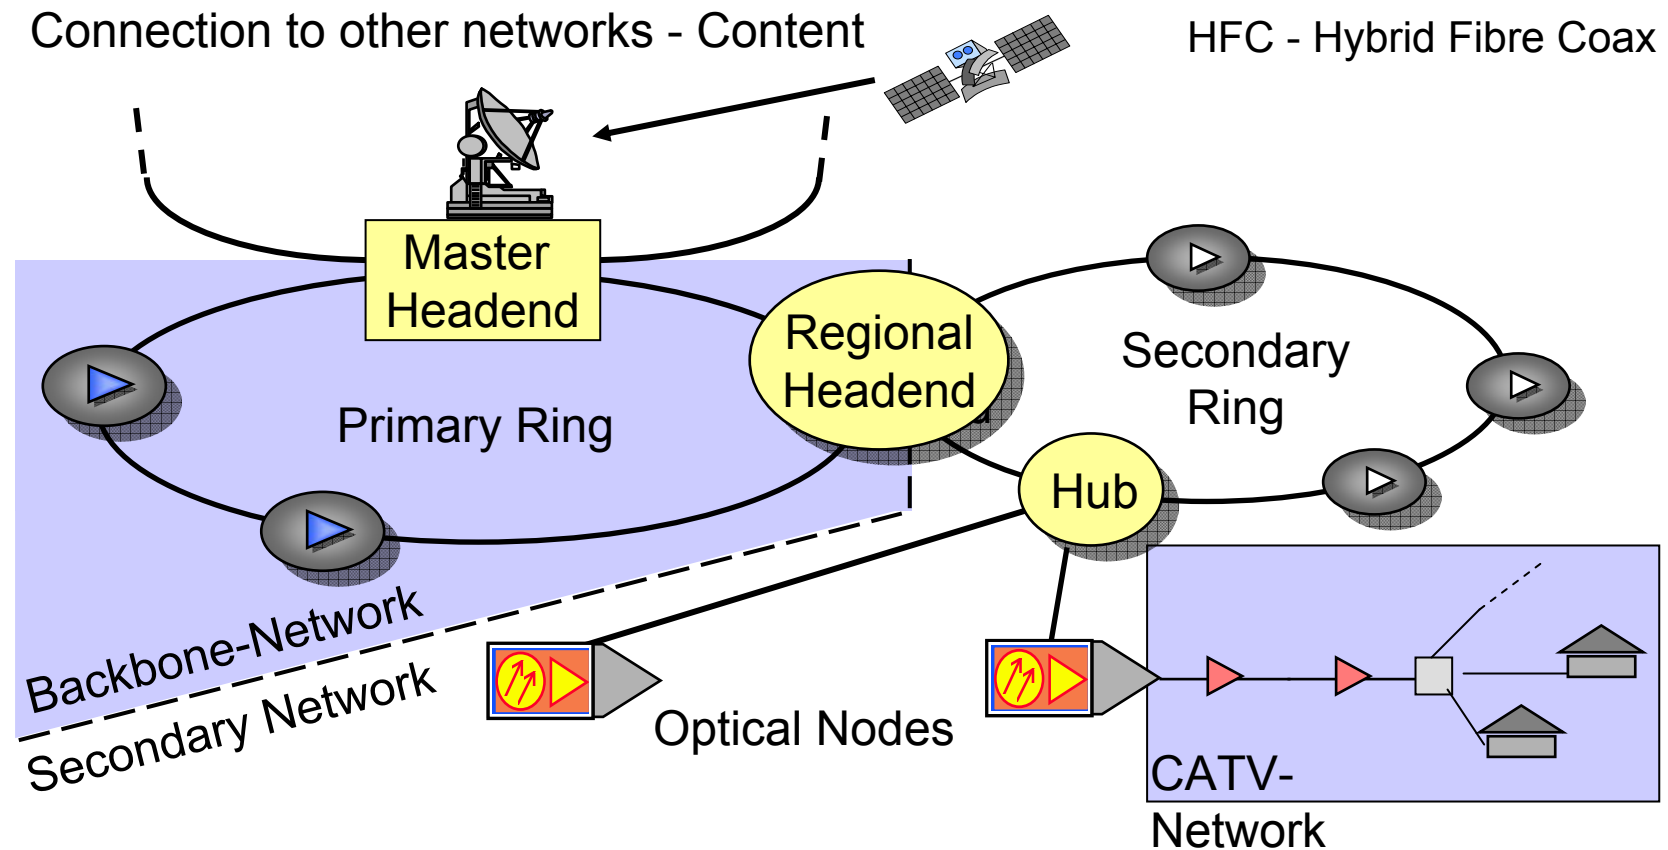 Connection to other networks - Content
HFC - Hybrid Fibre Coax
Master
Headend
Regional
Headend
Secondary
Ring
Primary Ring
Hub
Backbone-Network
Secondary Network
Optical Nodes
CATV-
Network